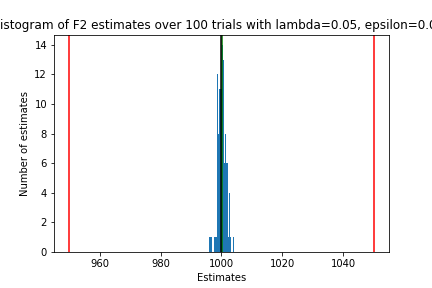 istogram of F2 estimates over 100 trials with lambda=0.05, epsilon=0.0
Number of estimates
14
12
10
8
6
4
2
0
960 980 1000 1020 1040
Estimates